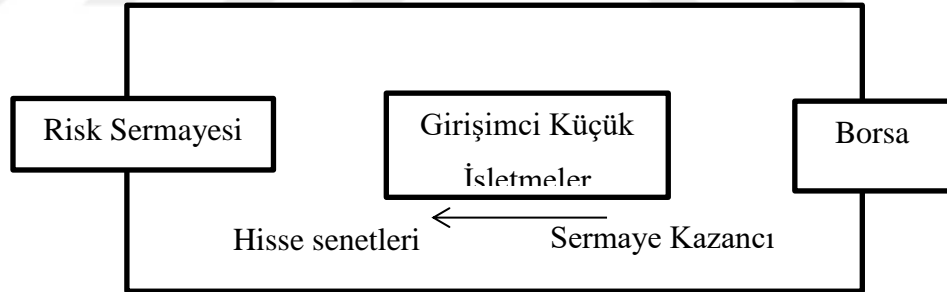 Risk Sermayesi
Girişimci Küçük
İşletmeler
Borsa
Hisse senetleri
Sermaye Kazancı